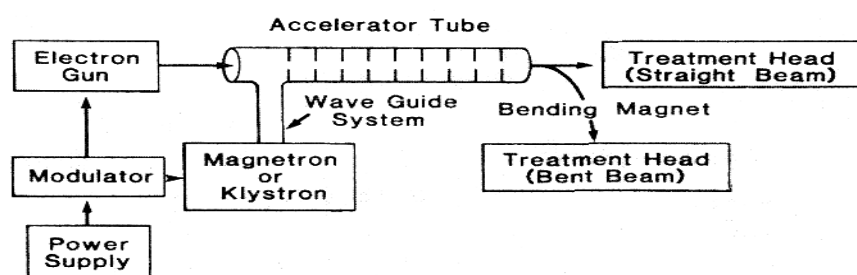 Accelerator Tube
Electron
Gun
Treatment Head
(Straight Beam)
Wave Guide
System
Bending Magnet
Modulator
Magnetron
or
Klystron
Treatment Head
(Bent Beam)
Power
Supply